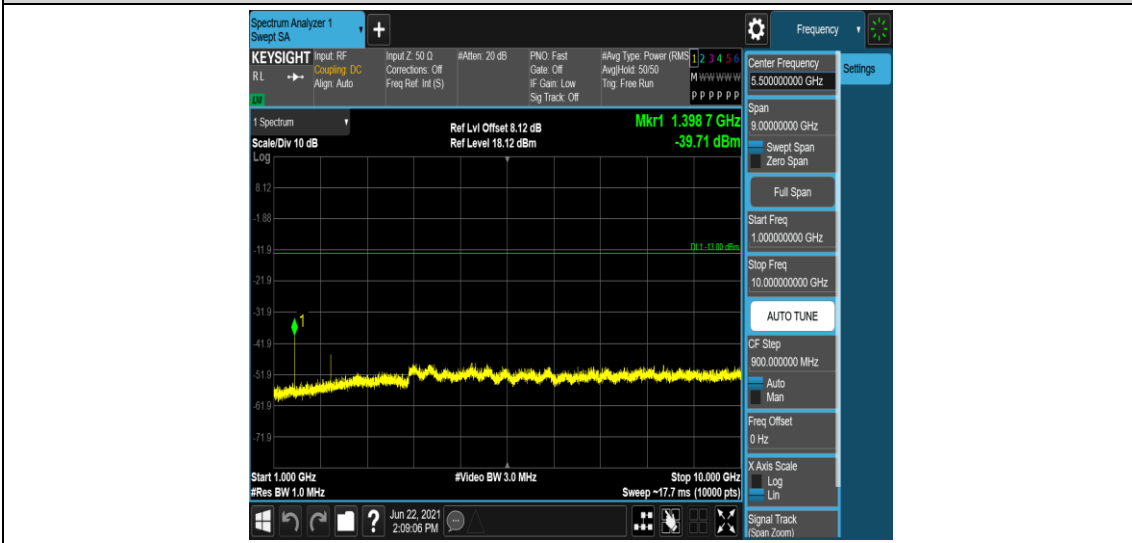 Spectrum Analyzer 1
Swept SA
+
Frequency
KEYSIGHT
Input: RF
Input Z: 50 Ω
#Atten: 20 dB
PNO: Fast
#Avg Type: Power (RMS
1 2 3 4 5 6
RL
Coupling: DC
Corrections: Off
Gate: Off
Avg|Hold: 50/50
M W W W W W
Align: Auto
Freq Ref: Int (S)
IF Gain: Low
Trig: Free Run
Sig Track: Off
P P P P P P
LXI
1 Spectrum
Ref Lvl Offset 8.12 dB
Mkr1 1.398 7 GHz
Scale/Div 10 dB
Ref Level 18.12 dBm
-39.71 dBm
Log
8.12
-1.88
-11.9
DL1 -13.00 dBm
-21.9
-31.9
1
-41.9
-51.9
-61.9
-71.9
Start 1.000 GHz
#Video BW 3.0 MHz
Stop 10.000 GHz
#Res BW 1.0 MHz
Sweep ~17.7 ms (10000 pts)
Jun 22, 2021
2:09:06 PM
?
Center Frequency
5.500000000 GHz
Settings
Span
9.00000000 GHz
Swept Span
Zero Span
Full Span
Start Freq
1.000000000 GHz
Stop Freq
10.000000000 GHz
AUTO TUNE
CF Step
900.000000 MHz
Auto
Man
Freq Offset
0 Hz
X Axis Scale
Log
Lin
Signal Track
(Span Zoom)